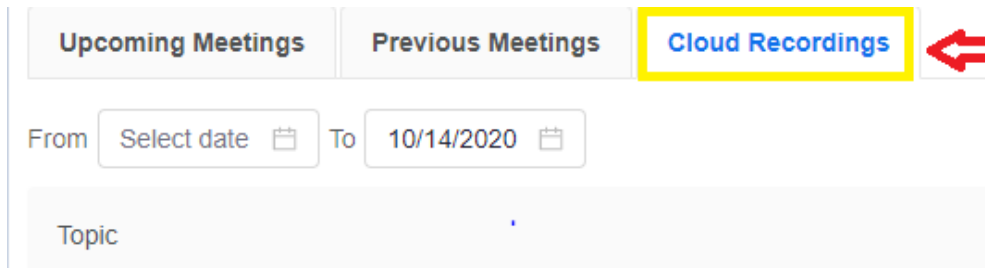 Upcoming Meetings Previous Meetings Cloud Recordings
From Select date To 10/14/2020
Topic